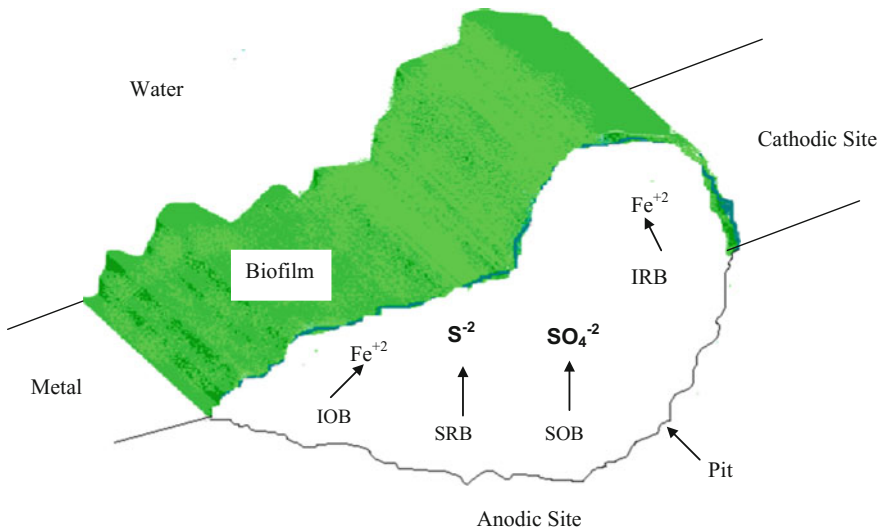 Water
Cathodic Site
Fe+2
Biofilm
IRB
S-2
SO4-2
Fe+2
Metal
IOB
SRB
SOB
Pit
Anodic Site